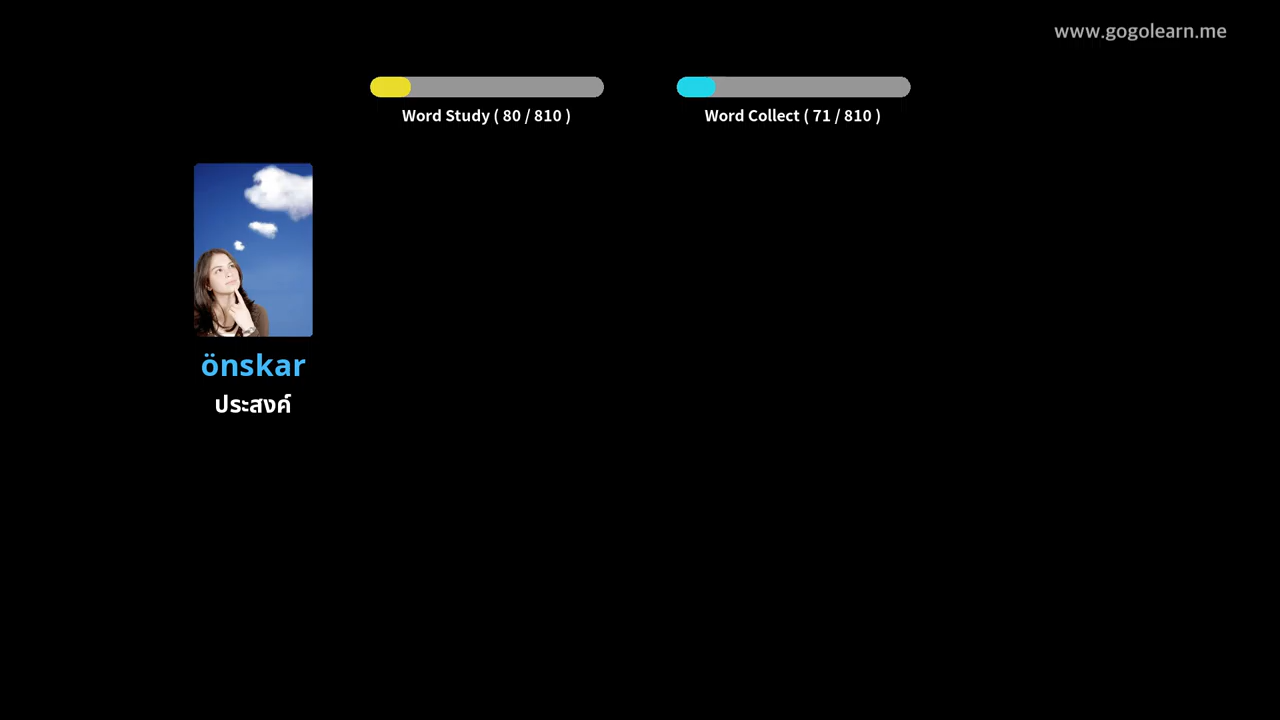 www.gogolearn.me
Word Study ( 80 / 810 )
Word Collect ( 71 / 810 )
önskar
ประสงค์